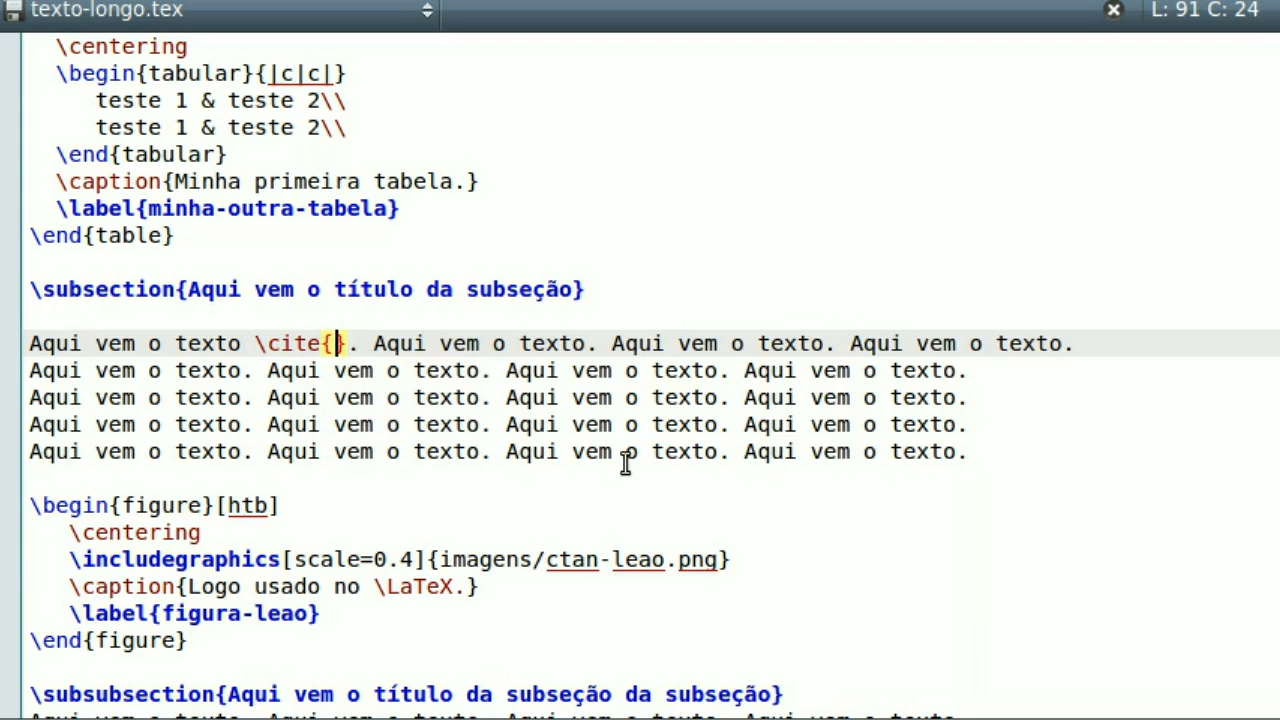 texto-longo.tex L: 91 C: 24
\centering
\begin{tabular}{|c|c|}
teste 1 & teste 2\\
teste 1 & teste 2\\
\end{tabular}
\caption{Minha primeira tabela.}
\label{minha-outra-tabela}
\end{table}
\subsection{Aqui vem o título da subseção}
Aqui vem o texto \cite{}. Aqui vem o texto. Aqui vem o texto. Aqui vem o texto.
Aqui vem o texto. Aqui vem o texto. Aqui vem o texto. Aqui vem o texto.
Aqui vem o texto. Aqui vem o texto. Aqui vem o texto. Aqui vem o texto.
Aqui vem o texto. Aqui vem o texto. Aqui vem o texto. Aqui vem o texto.
Aqui vem o texto. Aqui vem o texto. Aqui vem o texto. Aqui vem o texto.
\begin{figure}[htb]
\centering
\includegraphics[scale=0.4]{imagens/ctan-leao.png}
\caption{Logo usado no \LaTeX.}
\label{figura-leao}
\end{figure}
\subsubsection{Aqui vem o título da subseção da subseção}